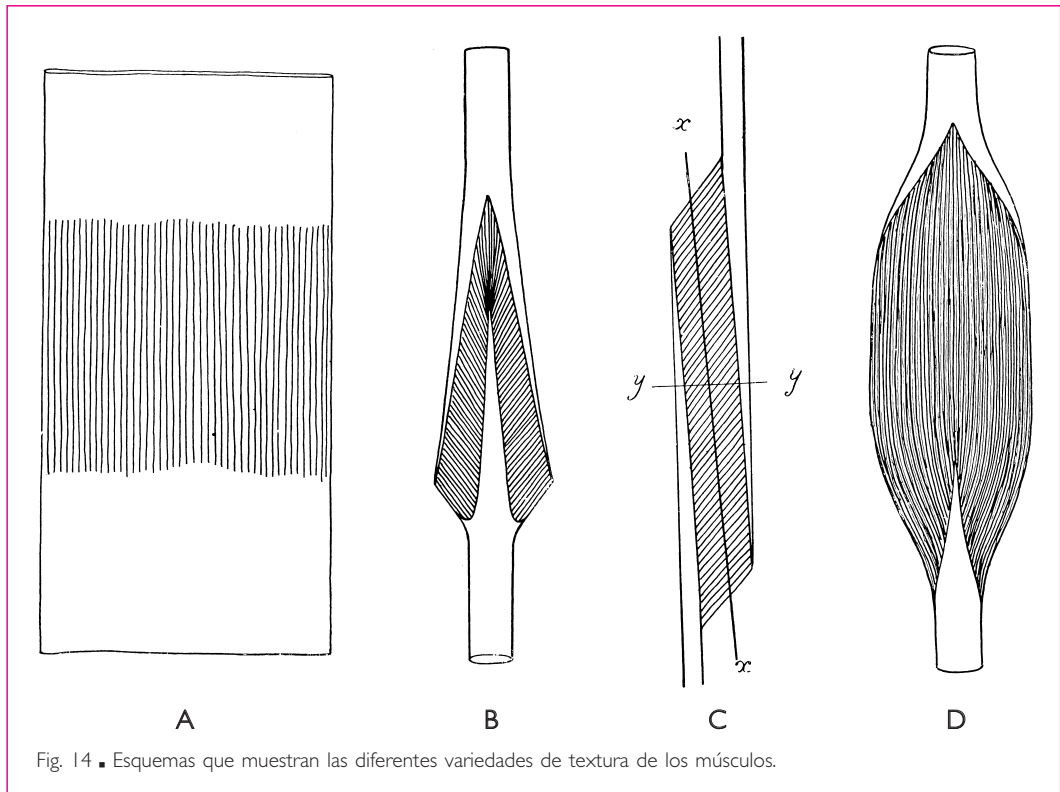 x
y y
x
A B C D
Fig. 14 ▪ Esquemas que muestran las diferentes variedades de textura de los músculos.